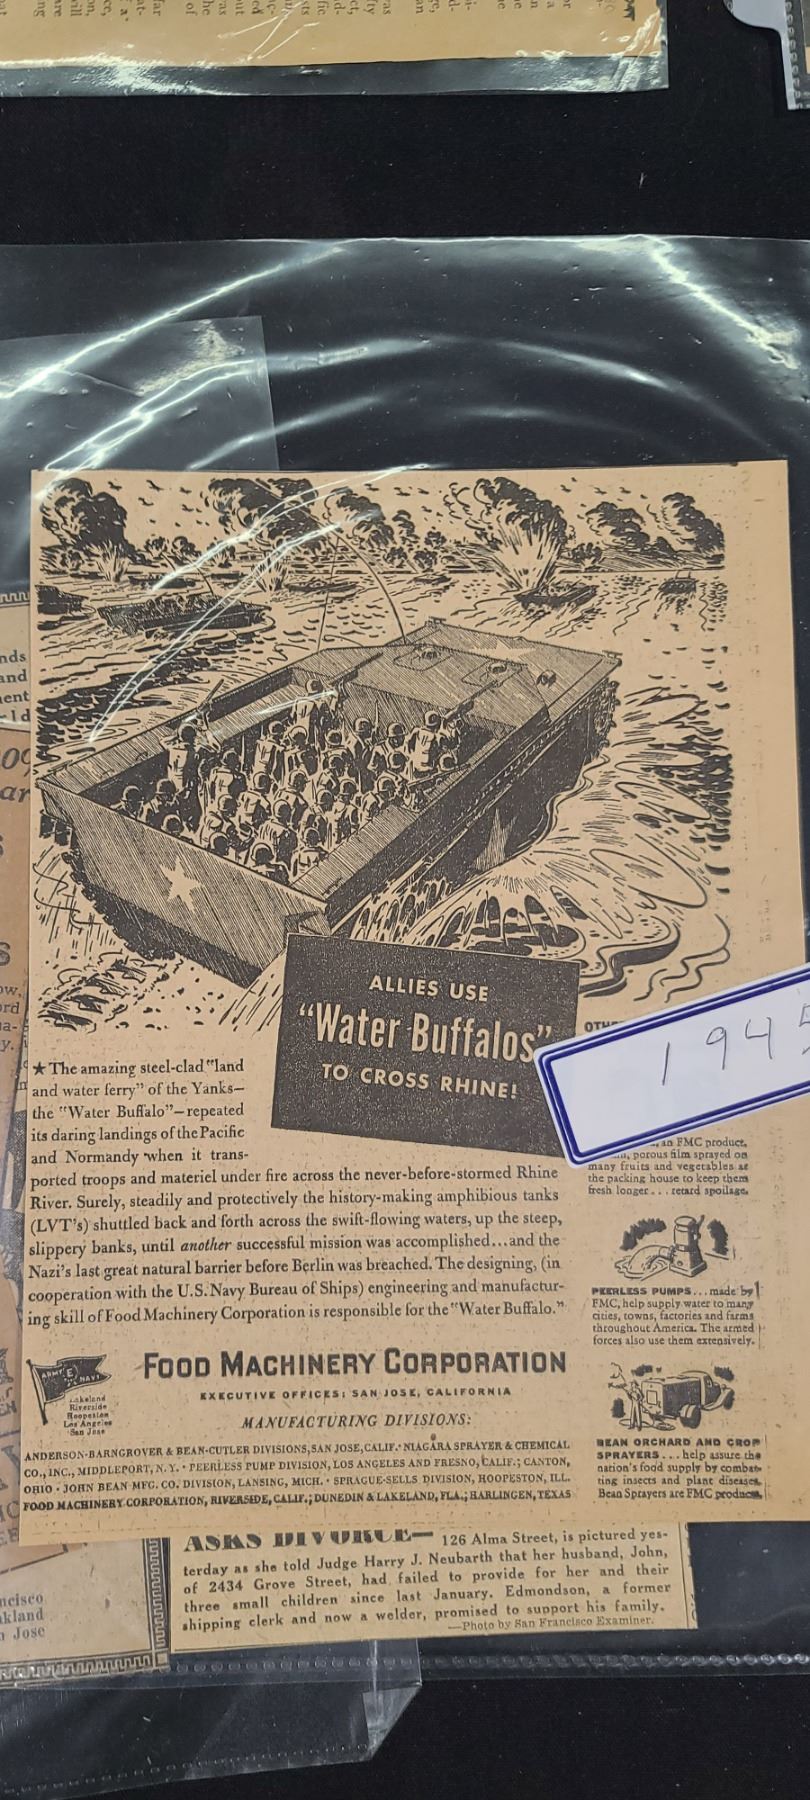 ALLIES USE
"Water Buffalos"
TO CROSS RHINE!
1945
★ The amazing steel-clad "land
and water ferry" of the Yanks—
the "Water Buffalo"—repeated
its daring landings of the Pacific
and Normandy when it trans-
ported troops and materiel under fire across the never-before-stormed Rhine
River. Surely, steadily and protectively the history-making amphibious tanks
(LVT's) shuttled back and forth across the swift-flowing waters, up the steep,
slippery banks, until another successful mission was accomplished...and the
Nazi's last great natural barrier before Berlin was breached. The designing, (in
cooperation with the U.S. Navy Bureau of Ships) engineering and manufactur-
ing skill of Food Machinery Corporation is responsible for the "Water Buffalo."
ARMY E NAVY
Lakeland
Riverside
Hoopeston
Los Angeles
San Jose
FOOD MACHINERY CORPORATION
EXECUTIVE OFFICES: SAN JOSE, CALIFORNIA
MANUFACTURING DIVISIONS:
ANDERSON-BARNGROVER & BEAN-CUTLER DIVISIONS, SAN JOSE, CALIF. • NIAGARA SPRAYER & CHEMICAL
CO., INC., MIDDLEPORT, N.Y. • PEERLESS PUMP DIVISION, LOS ANGELES AND FRESNO, CALIF.; CANTON,
OHIO • JOHN BEAN MFG. CO. DIVISION, LANSING, MICH. • SPRAGUE-SELLS DIVISION, HOOPESTON, ILL.
FOOD MACHINERY CORPORATION, RIVERSIDE, CALIF.; DUNEDIN & LAKELAND, FLA.; HARLINGEN, TEXAS
an FMC product,
porous film sprayed on
many fruits and vegetables at
the packing house to keep them
fresh longer... retard spoilage.
PEERLESS PUMPS...made by
FMC, help supply water to many
cities, towns, factories and farms
throughout America. The armed
forces also use them extensively.
BEAN ORCHARD AND CROP
SPRAYERS...help assure the
nation's food supply by combat-
ting insects and plant diseases.
Bean Sprayers are FMC products.
ASKS DIVORCE— 126 Alma Street, is pictured yes-
terday as she told Judge Harry J. Neubarth that her husband, John,
of 2434 Grove Street, had failed to provide for her and their
three small children since last January. Edmondson, a former
shipping clerk and now a welder, promised to support his family.
—Photo by San Francisco Examiner.